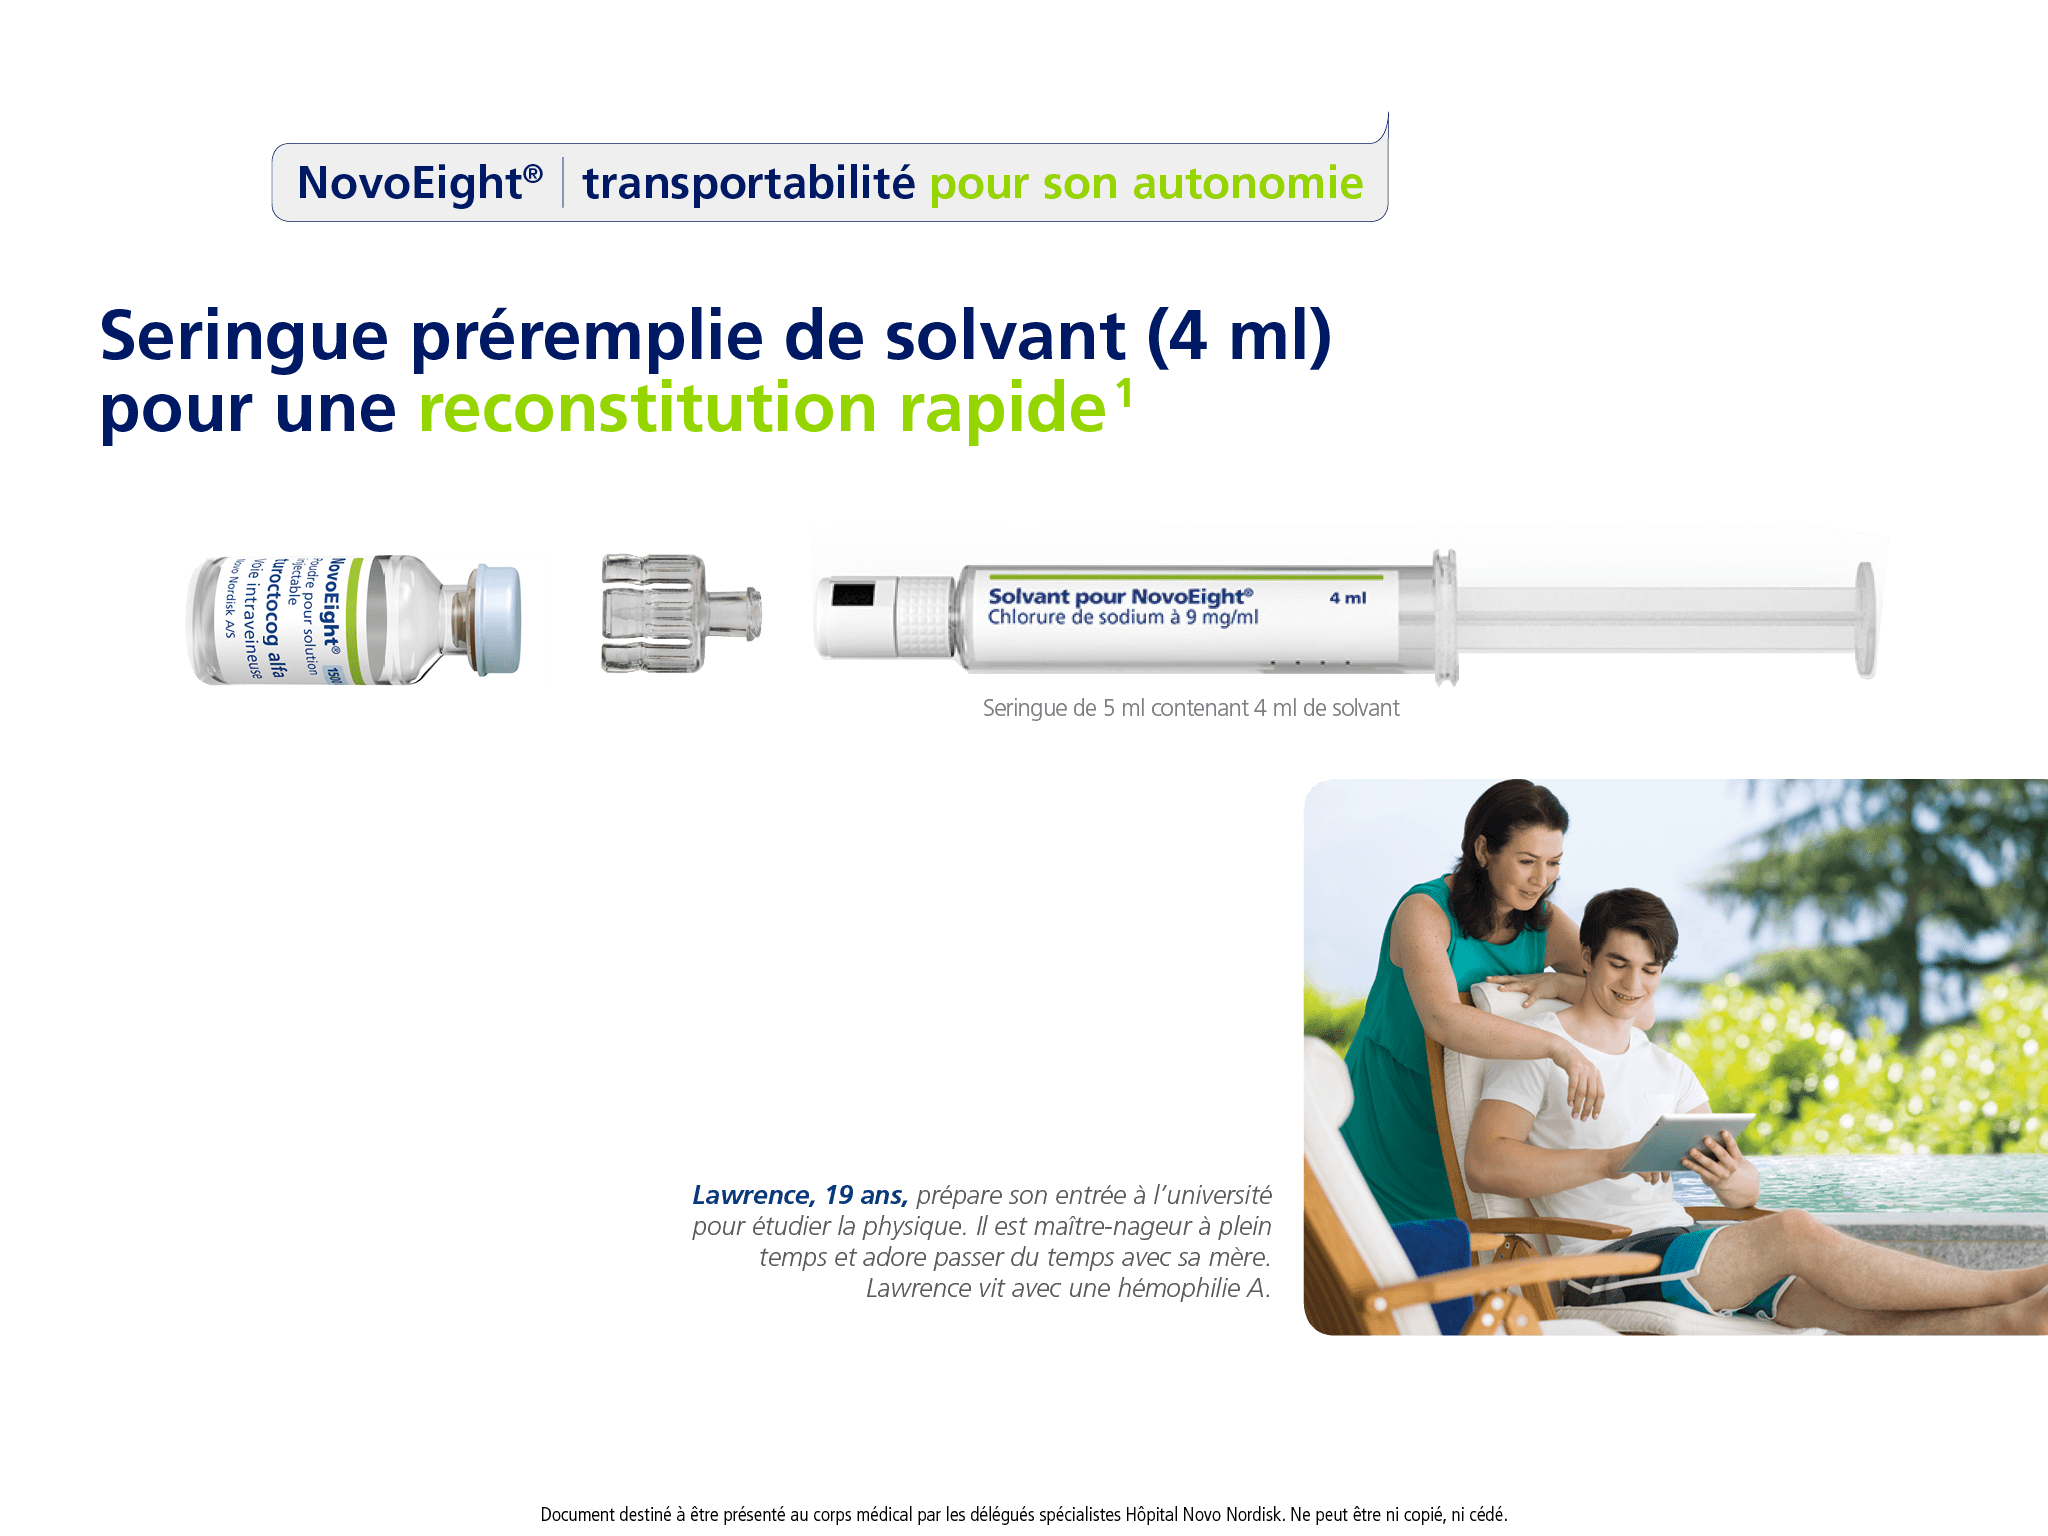 NovoEight® transportabilité pour son autonomie
Seringue préremplie de solvant (4 ml)
pour une reconstitution rapide 1
NovoEight® 1500
Poudre pour solution
injectable
turoctocog alfa
Voie intraveineuse
Novo Nordisk A/S
Solvant pour NovoEight® 4 ml
Chlorure de sodium à 9 mg/ml
Seringue de 5 ml contenant 4 ml de solvant
Lawrence, 19 ans, prépare son entrée à l’université
pour étudier la physique. Il est maître-nageur à plein
temps et adore passer du temps avec sa mère.
Lawrence vit avec une hémophilie A.
Document destiné à être présenté au corps médical par les délégués spécialistes Hôpital Novo Nordisk. Ne peut être ni copié, ni cédé.